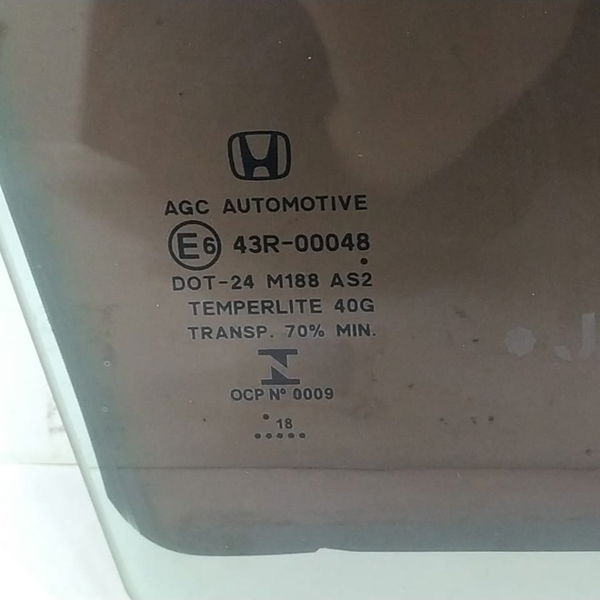 AGC AUTOMOTIVE
E6 43R-00048
DOT-24 M188 AS2
TEMPERLITE 40G
TRANSP. 70% MIN.
N
OCP Nº 0009
18
J